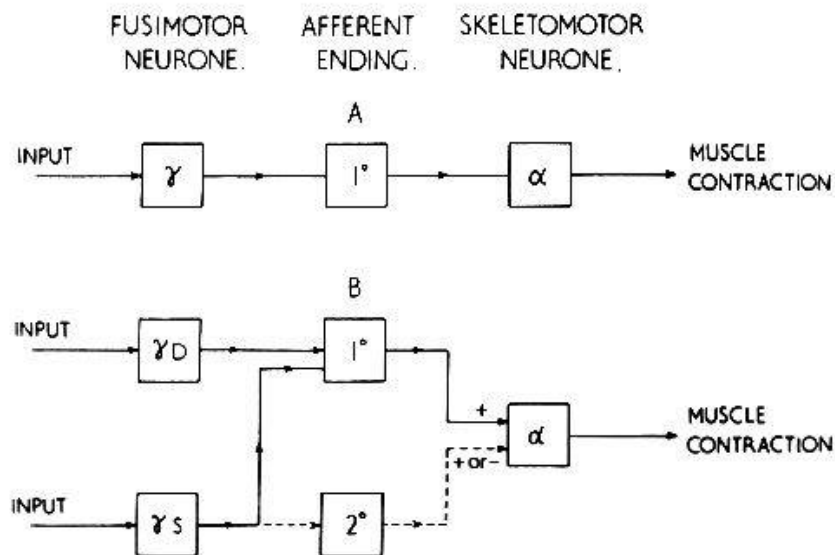 FUSIMOTOR NEURONE.
AFFERENT ENDING.
SKELETOMOTOR NEURONE.
A
INPUT
γ
1°
α
MUSCLE CONTRACTION
B
INPUT
γD
1°
+
α
+or-
MUSCLE CONTRACTION
INPUT
γs
2°